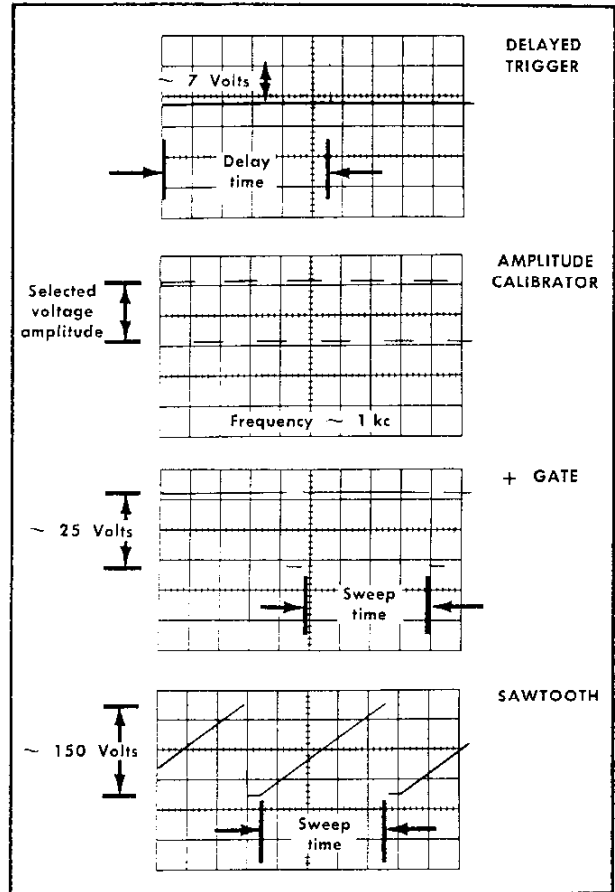 DELAYED
TRIGGER
~ 7 Volts
Delay
time
AMPLITUDE
CALIBRATOR
Selected
voltage
amplitude
Frequency ~ 1 kc
+ GATE
~ 25 Volts
Sweep
time
SAWTOOTH
~ 150 Volts
Sweep
time